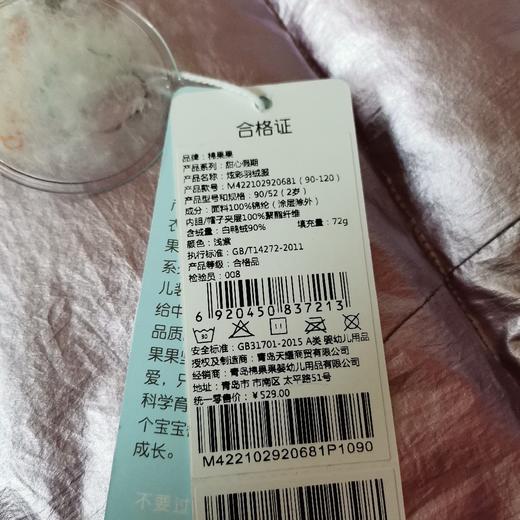 合格证
品牌：棉果果
产品系列：甜心假期
产品名称：炫彩羽绒服
产品款号：M422102920681（90-120）
产品型号和规格：90/52（2岁）
成分：面料100%锦纶（涂层除外）
内胆/帽子夹层100%聚酯纤维
含绒量：白鸭绒90% 填充量：72g
颜色：浅紫
执行标准：GB/T14272-2011
产品等级：合格品
检验员：008
6 920450 837213
安全标准：GB31701-2015 A类 婴幼儿用品
授权及制造商：青岛天耀商贸有限公司
经销商：青岛棉果果婴幼儿用品有限公司
地址：青岛市 市南区 太平路51号
统一零售价：￥529.00
M422102920681P1090
衣
果
系
儿装
给中
品质
果果坚
爱，只
科学育
个宝宝
成长。
不要过